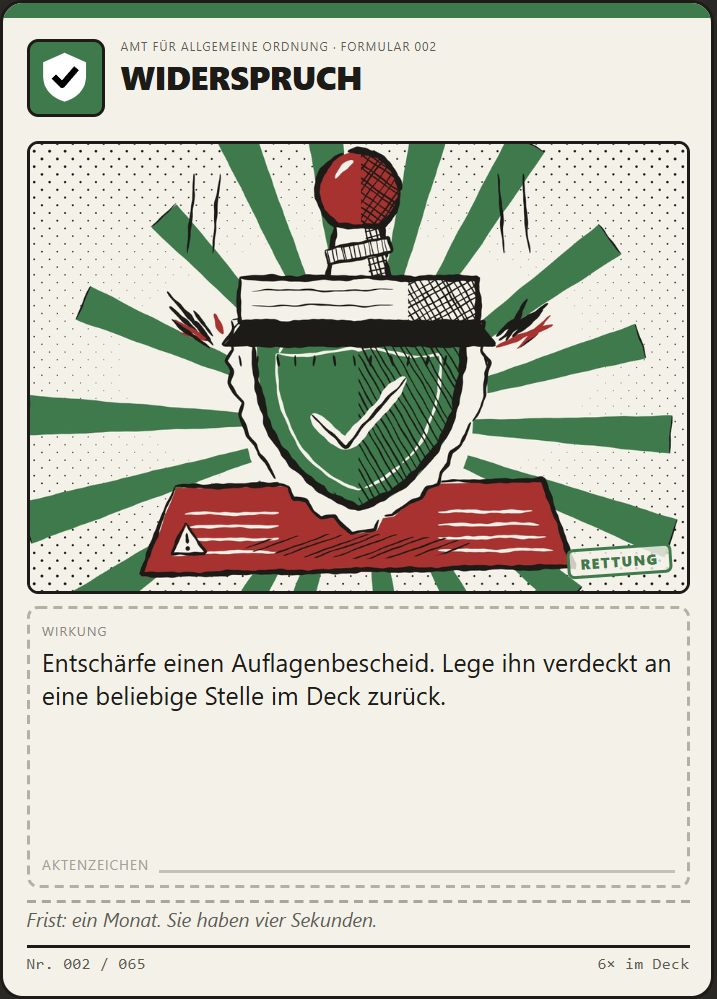 AMT FÜR ALLGEMEINE ORDNUNG · FORMULAR 002
WIDERSPRUCH
RETTUNG
WIRKUNG
Entschärfe einen Auflagenbescheid. Lege ihn verdeckt an
eine beliebige Stelle im Deck zurück.
AKTENZEICHEN
Frist: ein Monat. Sie haben vier Sekunden.
Nr. 002 / 065
6× im Deck